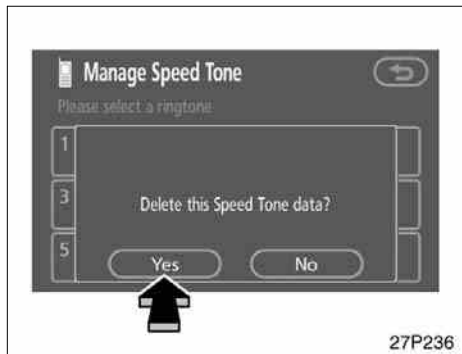 Manage Speed Tone
Please select a ringtone
1
3
5
Delete this Speed Tone data?
Yes No
27P236